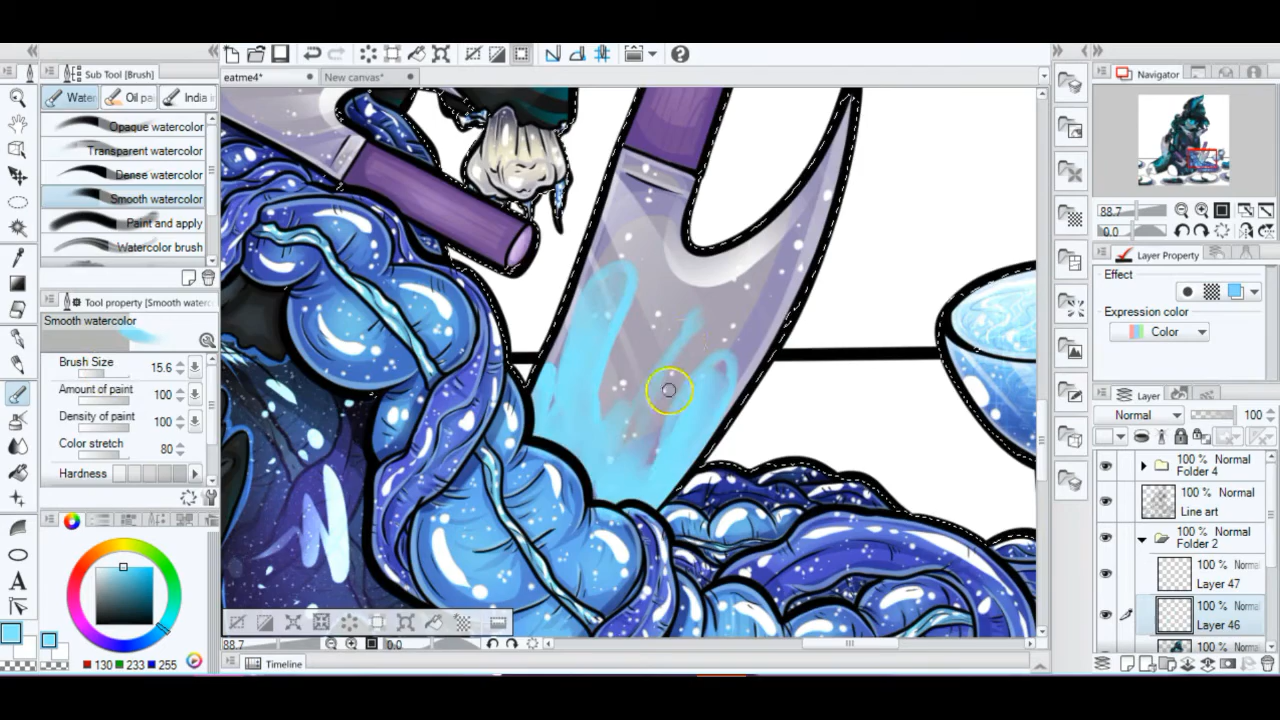 Sub Tool [Brush]
Water
Oil pa
India i
Opaque watercolor
Transparent watercolor
Dense watercolor
Smooth watercolor
Paint and apply
Watercolor brush
Tool property [Smooth waterc
Smooth watercolor
Brush Size 15.6
Amount of paint 100
Density of paint 100
Color stretch 80
Hardness
130 233 255
eatme4*
New canvas*
88.7 0.0
Timeline
Navigator
88.7
0.0
Layer Property
Effect
Expression color
Color
Layer
Normal 100
100 % Normal
Folder 4
100 % Normal
Line art
100 % Normal
Folder 2
100 % Norma
Layer 47
100 % Norma
Layer 46
100 % Norma